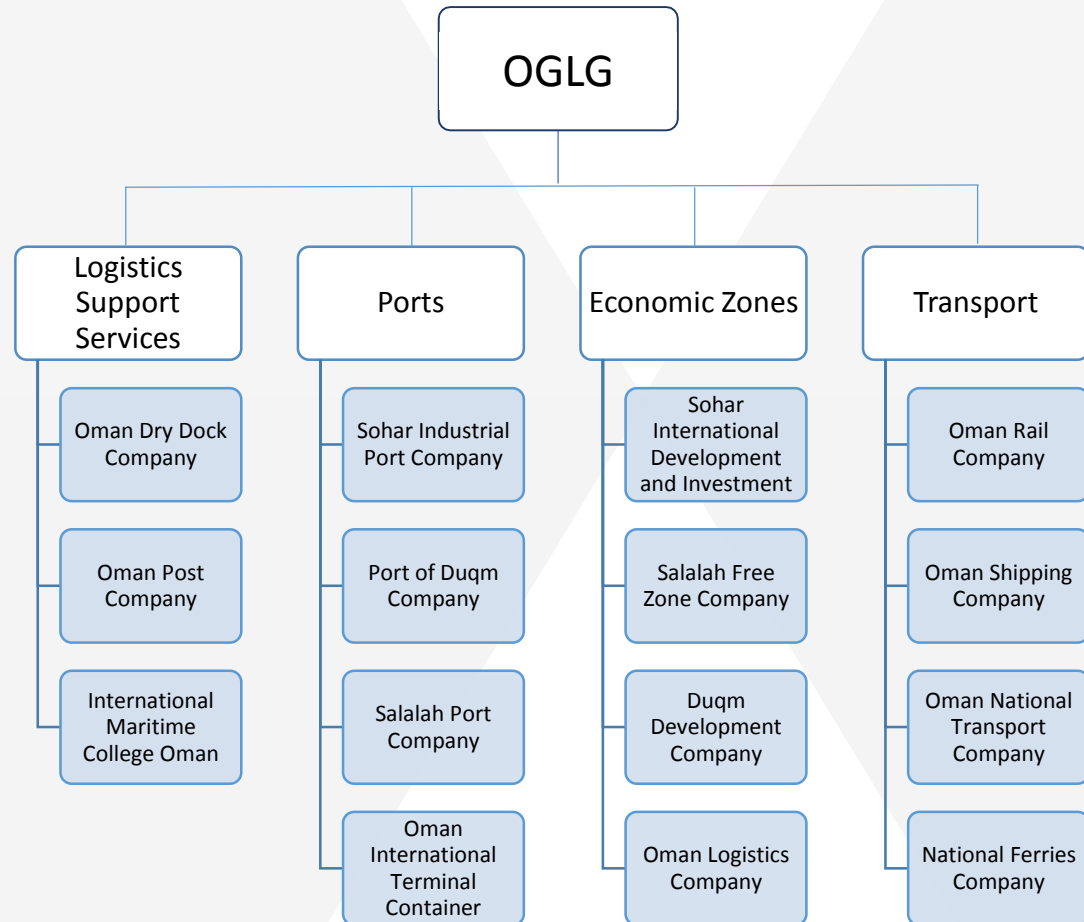 OGLG
Logistics
Support
Services
Ports
Economic Zones
Transport
Oman Dry Dock
Company
Oman Post
Company
International
Maritime
College Oman
Sohar Industrial
Port Company
Port of Duqm
Company
Salalah Port
Company
Oman
International
Terminal
Container
Sohar
International
Development
and Investment
Salalah Free
Zone Company
Duqm
Development
Company
Oman Logistics
Company
Oman Rail
Company
Oman Shipping
Company
Oman National
Transport
Company
National Ferries
Company